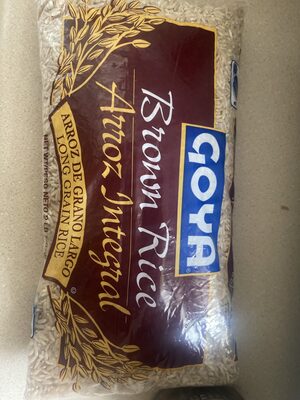 GOYA
Brown Rice
Arroz Integral
ARROZ DE GRANO LARGO
LONG GRAIN RICE